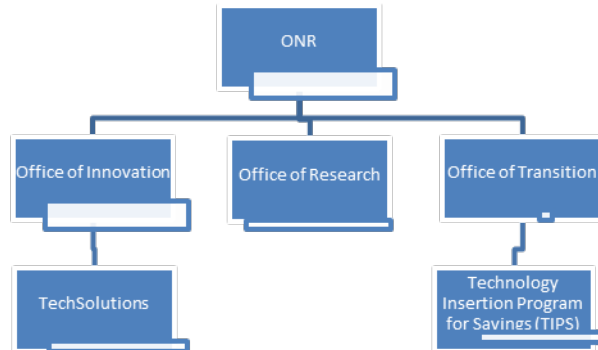 ONR
Office of Innovation
Office of Research
Office of Transition
TechSolutions
Technology
Insertion Program
for Savings (TIPS)